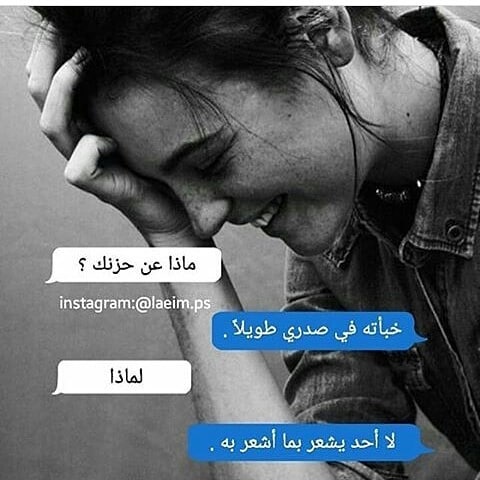 ماذا عن حزنك ؟
instagram:@laeim.ps
خبأته في صدري طويلاً .
لماذا
لا أحد يشعر بما أشعر به .